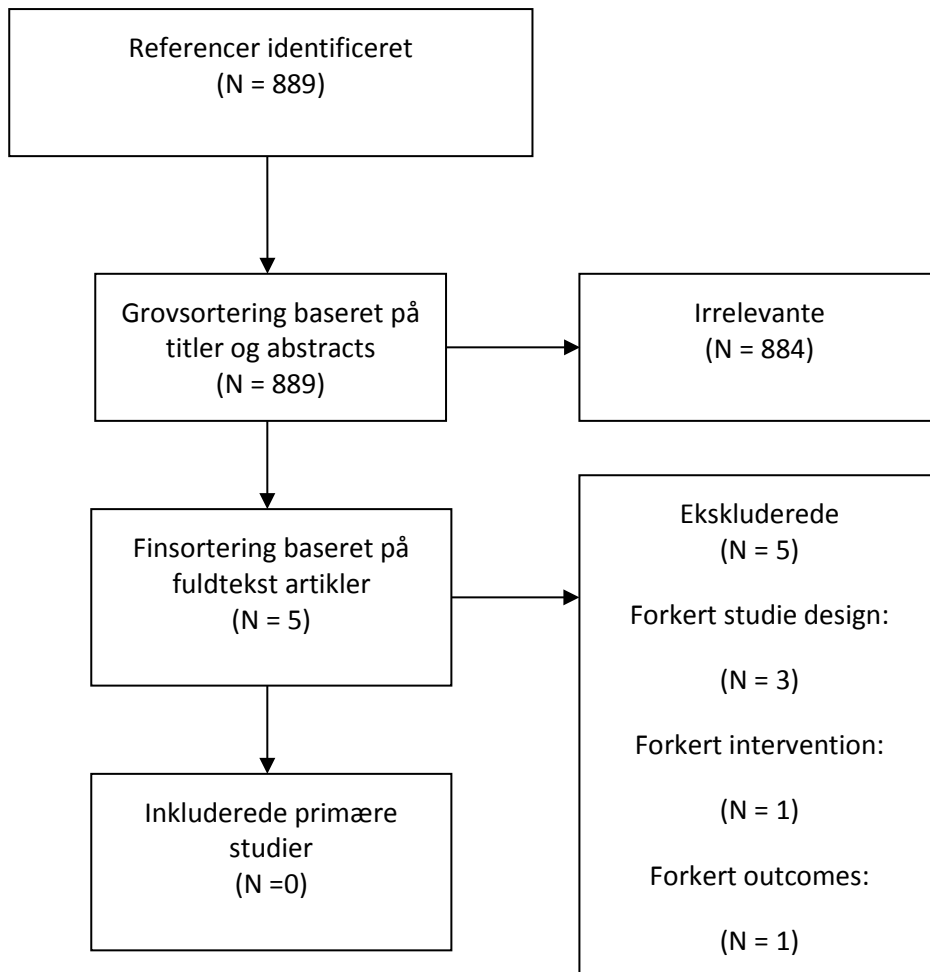 Referencer identificeret
(N = 889)
Grovsortering baseret på
titler og abstracts
(N = 889)
Irrelevante
(N = 884)
Finsortering baseret på
fuldtekst artikler
(N = 5)
Ekskluderede
(N = 5)
Forkert studie design:
(N = 3)
Forkert intervention:
(N = 1)
Forkert outcomes:
(N = 1)
Inkluderede primære
studier
(N =0)